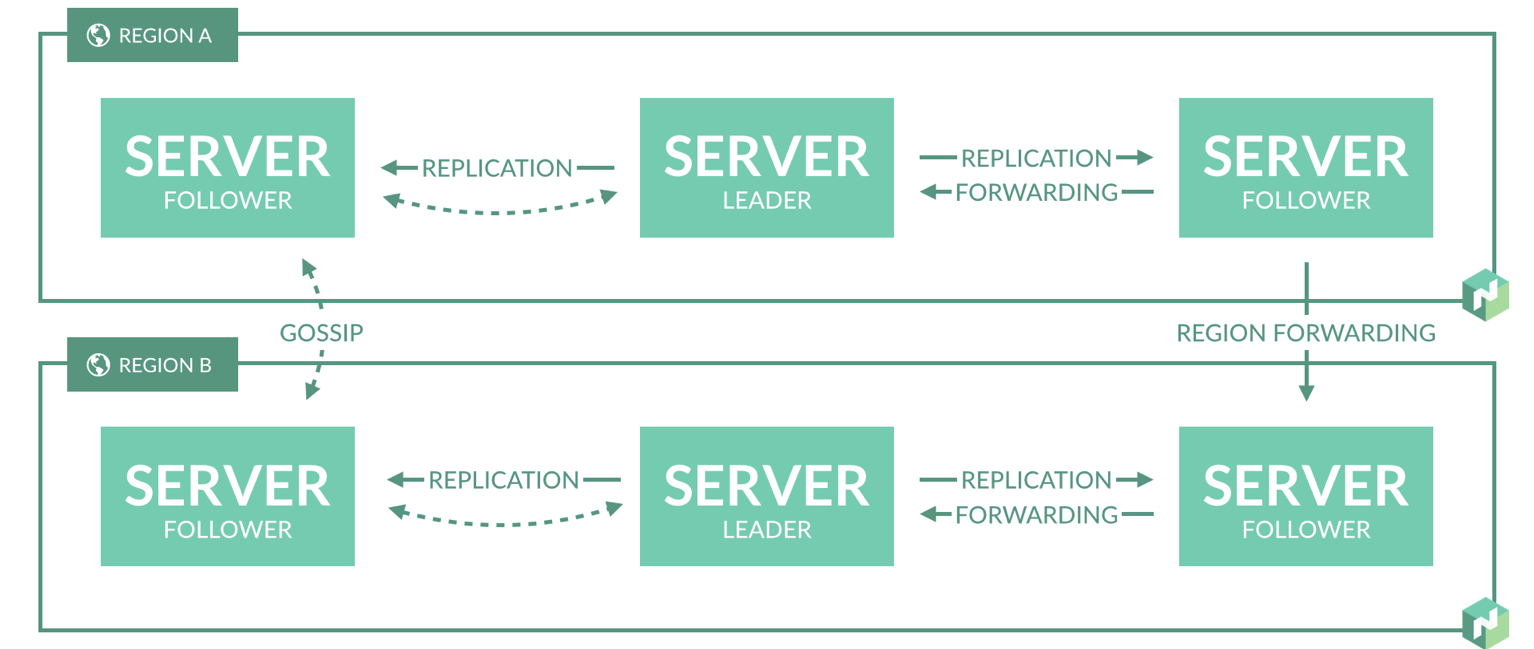 REGION A
SERVER
FOLLOWER
REPLICATION
SERVER
LEADER
REPLICATION
FORWARDING
SERVER
FOLLOWER
GOSSIP
REGION FORWARDING
REGION B
SERVER
FOLLOWER
REPLICATION
SERVER
LEADER
REPLICATION
FORWARDING
SERVER
FOLLOWER